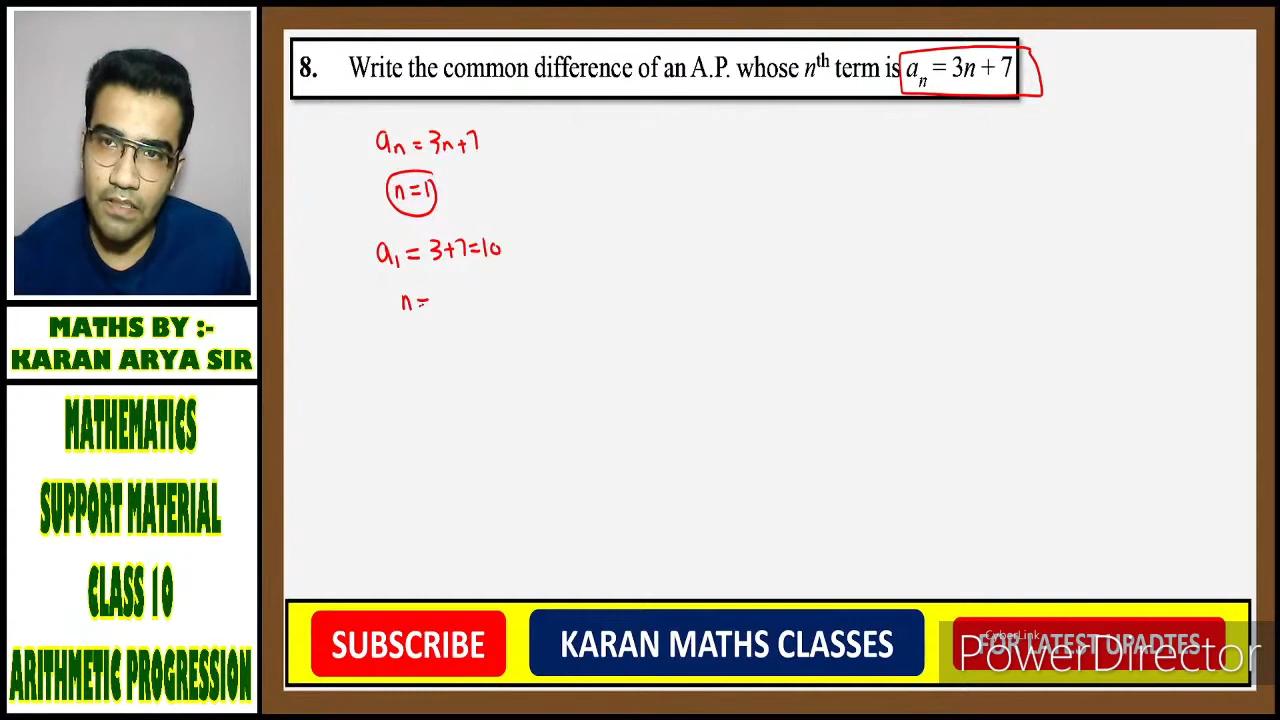 8. Write the common difference of an A.P. whose nth term is an = 3n + 7
an = 3n+7
n=1
a1 = 3+7=10
n=
MATHS BY :-
KARAN ARYA SIR
MATHEMATICS
SUPPORT MATERIAL
CLASS 10
ARITHMETIC PROGRESSION
SUBSCRIBE
KARAN MATHS CLASSES
FOR LATEST UPADTES
CyberLink
PowerDirector